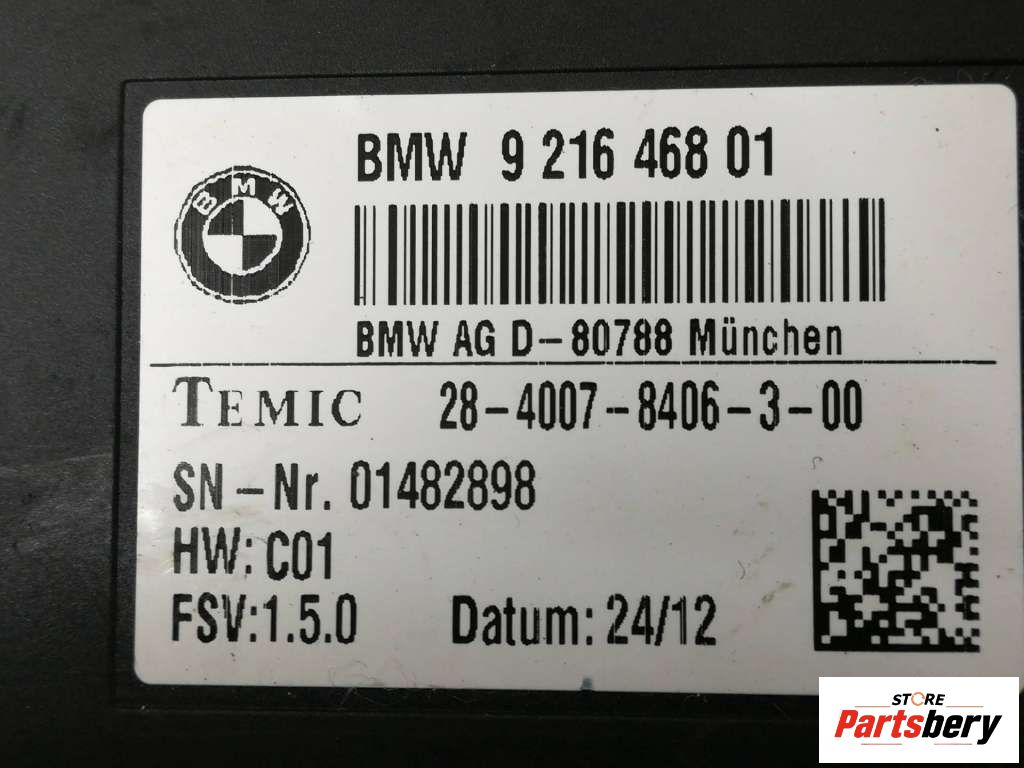 BMW 9 216 468 01
BMW
BMW AG D-80788 München
TEMIC 28-4007-8406-3-00
SN-Nr. 01482898
HW: C01
FSV:1.5.0 Datum: 24/12
STORE
Partsbery